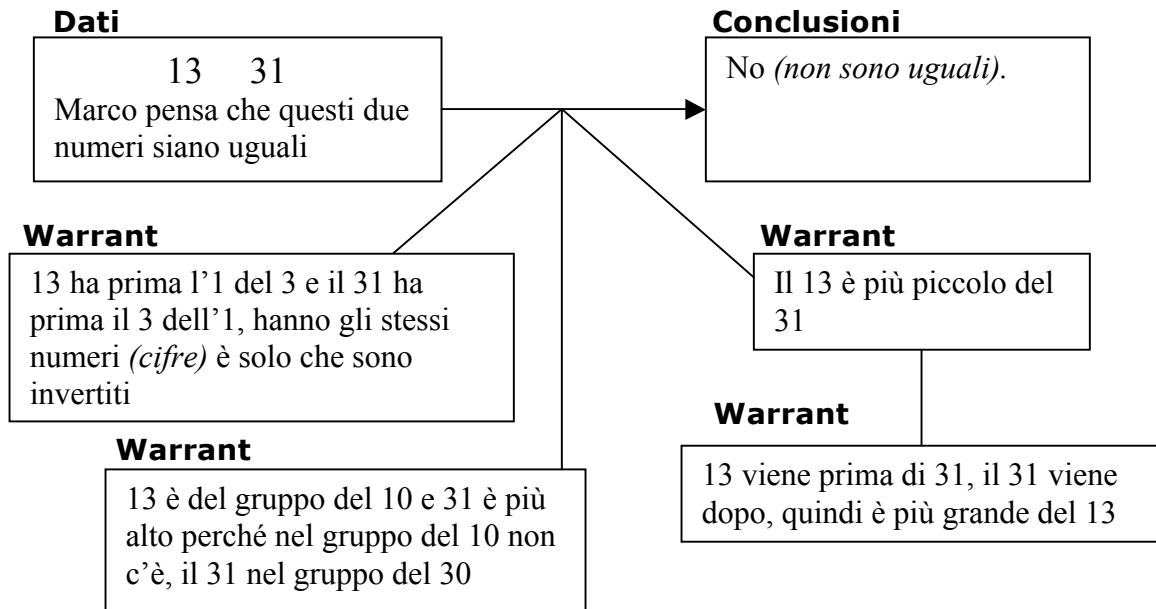 Dati
13 31
Marco pensa che questi due
numeri siano uguali
Conclusioni
No (non sono uguali).
Warrant
13 ha prima l’1 del 3 e il 31 ha
prima il 3 dell’1, hanno gli stessi
numeri (cifre) è solo che sono
invertiti
Warrant
Il 13 è più piccolo del
31
Warrant
13 è del gruppo del 10 e 31 è più
alto perché nel gruppo del 10 non
c’è, il 31 nel gruppo del 30
Warrant
13 viene prima di 31, il 31 viene
dopo, quindi è più grande del 13